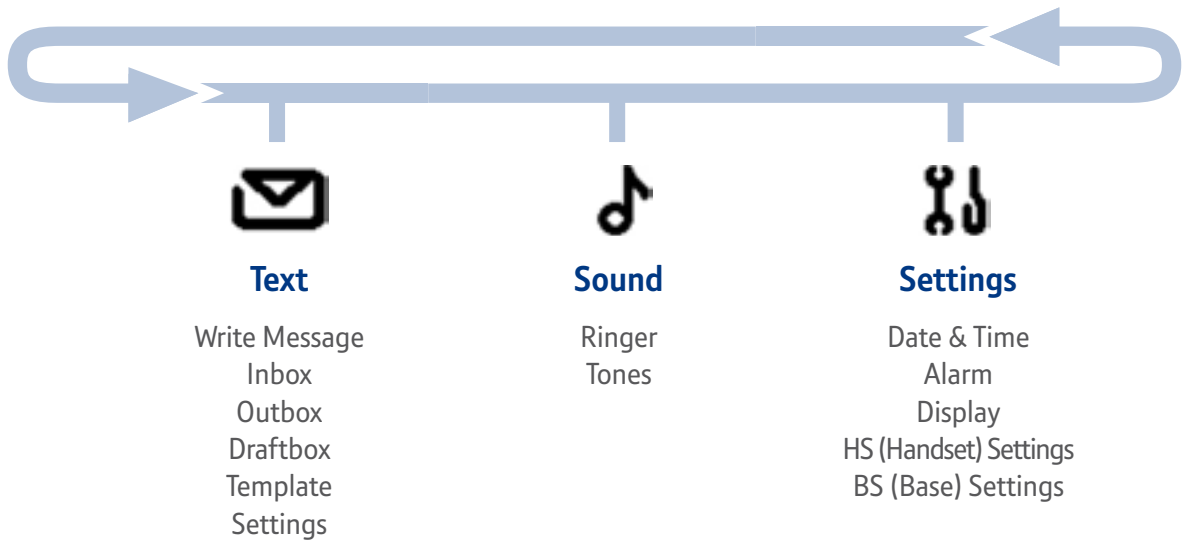 Text
Write Message
Inbox
Outbox
Draftbox
Template
Settings
Sound
Ringer
Tones
Settings
Date & Time
Alarm
Display
HS (Handset) Settings
BS (Base) Settings